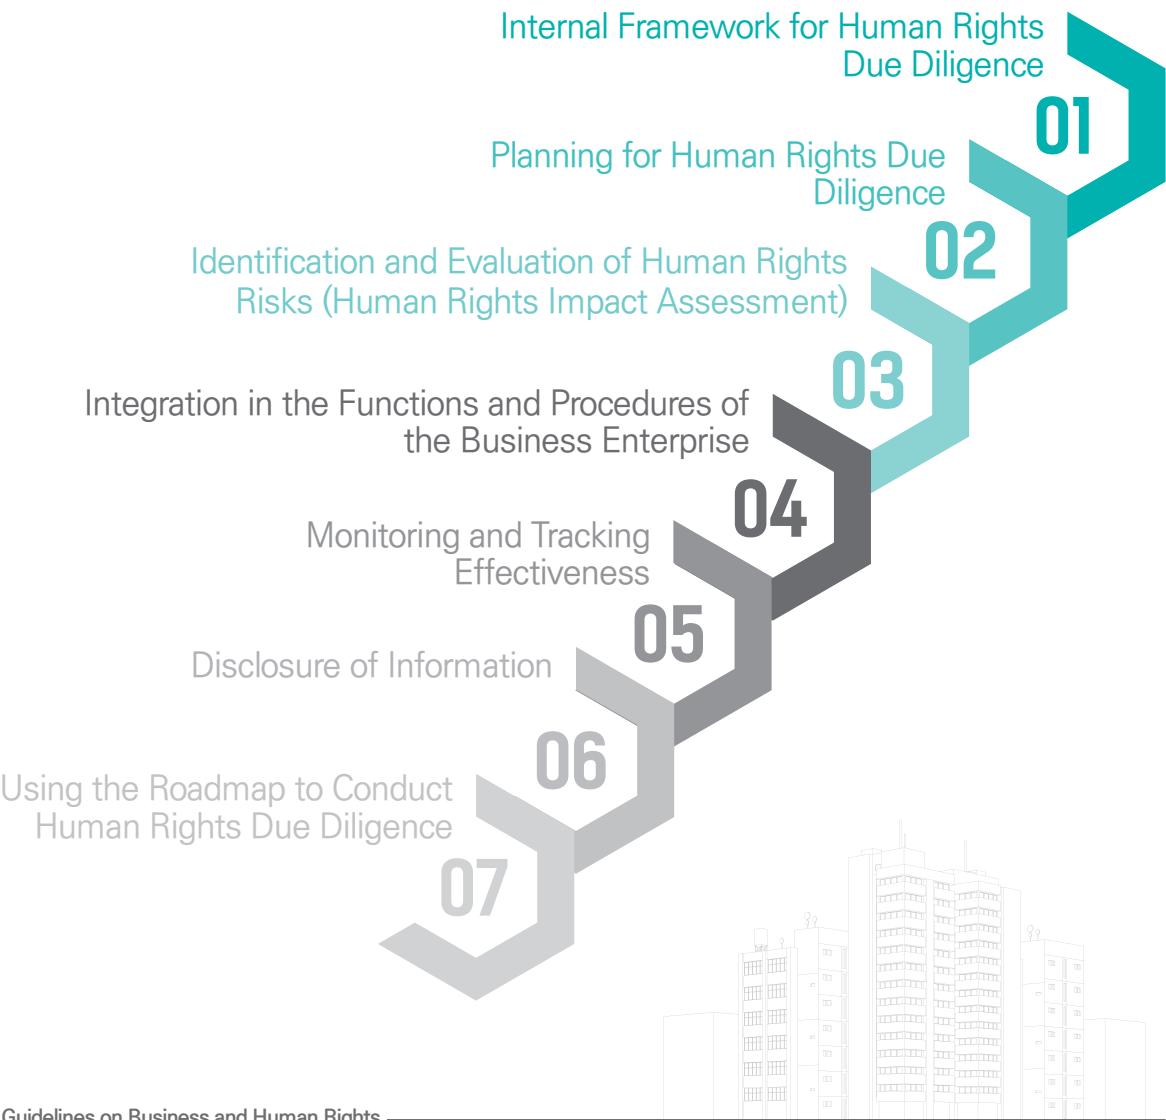 Internal Framework for Human Rights
Due Diligence
01
Planning for Human Rights Due
Diligence
02
Identification and Evaluation of Human Rights
Risks (Human Rights Impact Assessment)
03
Integration in the Functions and Procedures of
the Business Enterprise
04
Monitoring and Tracking
Effectiveness
05
Disclosure of Information
06
Using the Roadmap to Conduct
Human Rights Due Diligence
07
Guidelines on Business and Human Rights